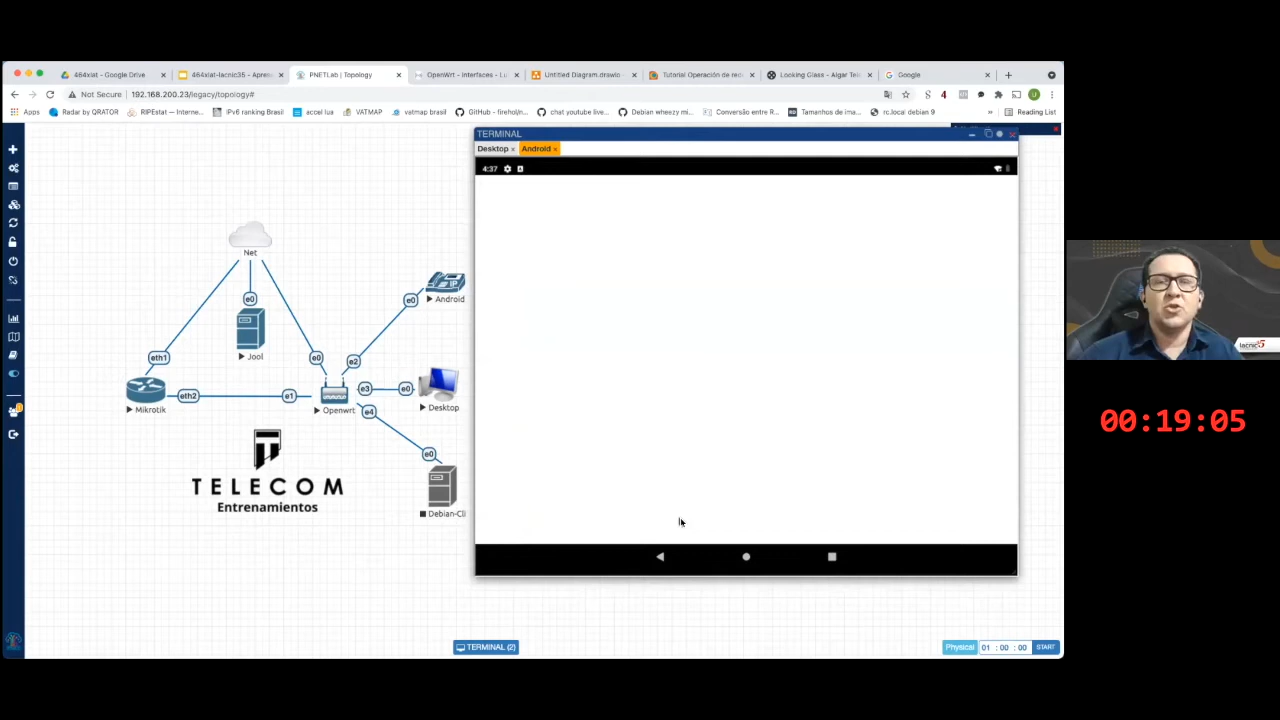 464xlat - Google Drive
464xlat-lacnic35 - Apres
PNETLab | Topology
OpenWrt - Interfaces - Lu
Untitled Diagram.drawio
Tutorial Operación de red
Looking Glass - Algar Tele
Google
Not Secure
192.168.200.23/legacy/topology#
Radar by QRATOR
RIPEstat — Interne...
IPv6 ranking Brasil
accel lua
VATMAP
vatmap brasil
GitHub - firehol/n...
chat youtube live...
Debian wheezy mi...
Conversão entre R...
Tamanhos de ima...
rc.local debian 9
Reading List
TERMINAL
Desktop
Android
4:37
Net
e0
Jool
eth1
e0
e0
Android
e2
Mikrotik
eth2
e1
Openwrt
e3
e0
Desktop
e4
e0
Debian-Cli
TELECOM
Entrenamientos
TERMINAL (2)
Physical
01 : 00 : 00
START
lacnic35
00:19:05